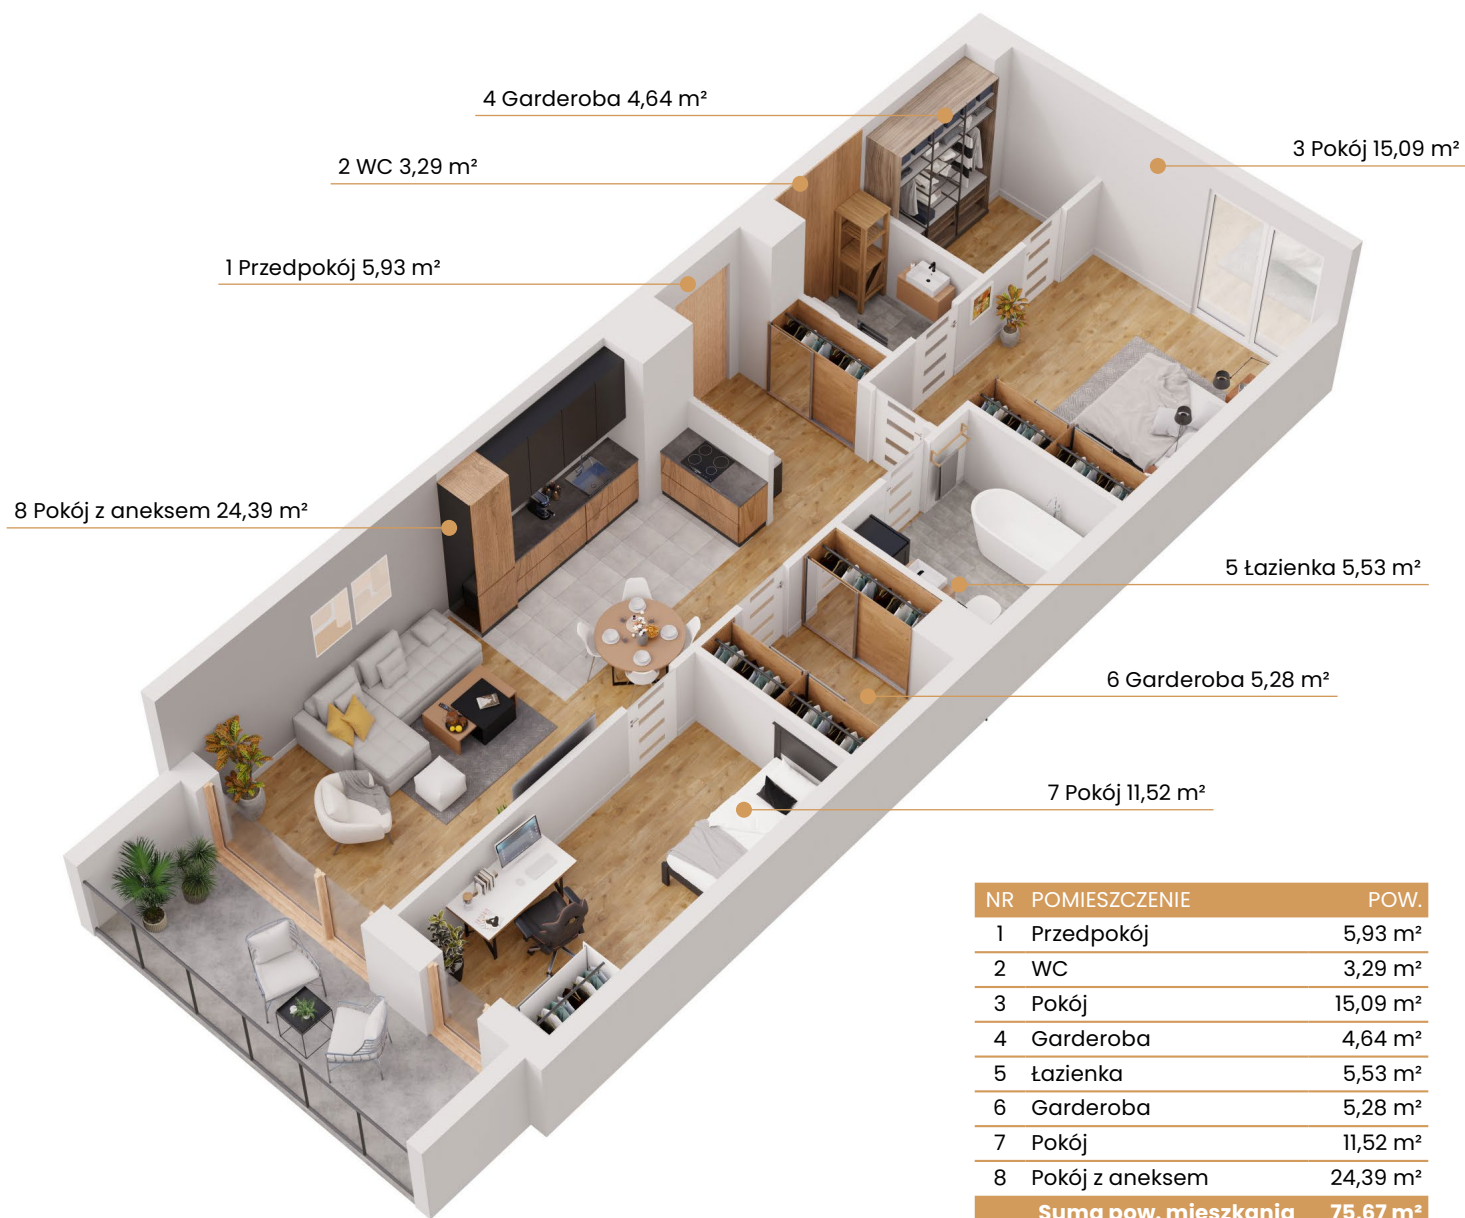 4 Garderoba 4,64 m²
2 WC 3,29 m²
3 Pokój 15,09 m²
1 Przedpokój 5,93 m²
8 Pokój z aneksem 24,39 m²
5 Łazienka 5,53 m²
6 Garderoba 5,28 m²
7 Pokój 11,52 m²
NR POMIESZCZENIE POW.
1 Przedpokój 5,93 m²
2 WC 3,29 m²
3 Pokój 15,09 m²
4 Garderoba 4,64 m²
5 Łazienka 5,53 m²
6 Garderoba 5,28 m²
7 Pokój 11,52 m²
8 Pokój z aneksem 24,39 m²
Suma pow. mieszkania 75,67 m²